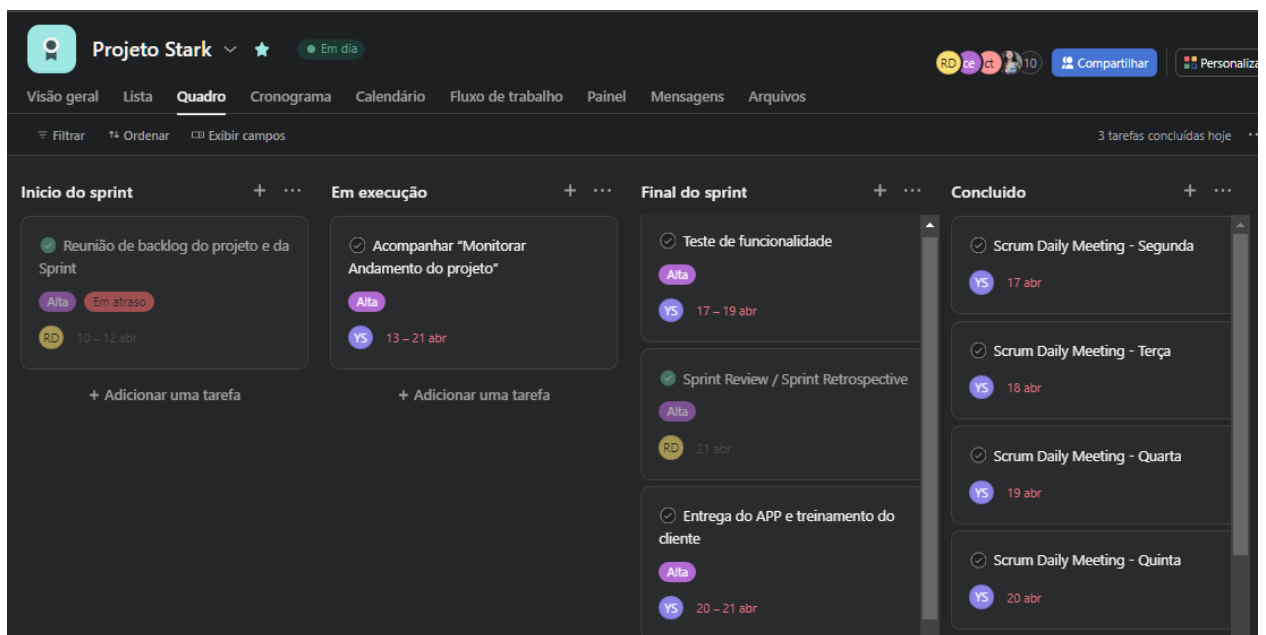 Projeto Stark
Em dia
RD ce ct 10
Compartilhar
Personaliza
Visão geral Lista Quadro Cronograma Calendário Fluxo de trabalho Painel Mensagens Arquivos
Filtrar Ordenar Exibir campos
3 tarefas concluídas hoje
Inicio do sprint
Reunião de backlog do projeto e da
Sprint
Alta Em atraso
RD 10 – 12 abr
+ Adicionar uma tarefa
Em execução
Acompanhar “Monitorar
Andamento do projeto”
Alta
YS 13 – 21 abr
+ Adicionar uma tarefa
Final do sprint
Teste de funcionalidade
Alta
YS 17 – 19 abr
Sprint Review / Sprint Retrospective
Alta
RD 21 abr
Entrega do APP e treinamento do
cliente
Alta
YS 20 – 21 abr
Concluido
Scrum Daily Meeting - Segunda
YS 17 abr
Scrum Daily Meeting - Terça
YS 18 abr
Scrum Daily Meeting - Quarta
YS 19 abr
Scrum Daily Meeting - Quinta
YS 20 abr